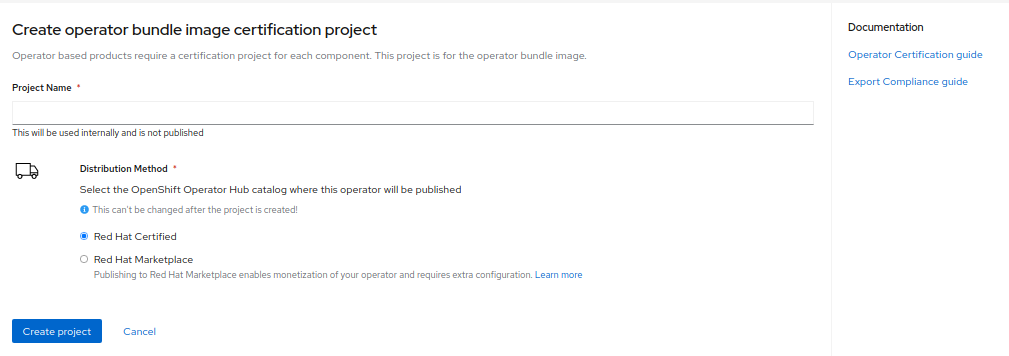 Create operator bundle image certification project
Operator based products require a certification project for each component. This project is for the operator bundle image.
Project Name *
This will be used internally and is not published
Distribution Method *
Select the OpenShift Operator Hub catalog where this operator will be published
This can't be changed after the project is created!
Red Hat Certified
Red Hat Marketplace
Publishing to Red Hat Marketplace enables monetization of your operator and requires extra configuration. Learn more
Create project
Cancel
Documentation
Operator Certification guide
Export Compliance guide